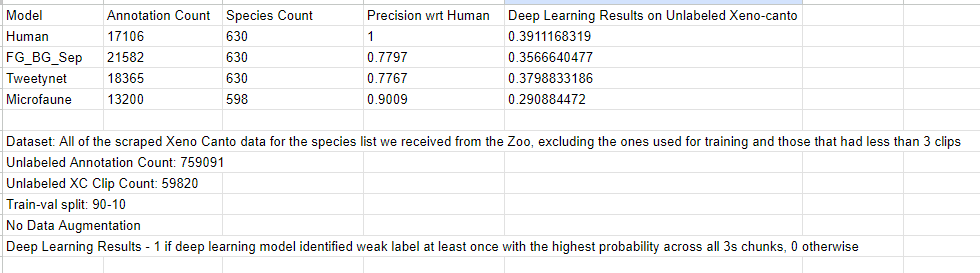 Model Annotation Count Species Count Precision wrt Human Deep Learning Results on Unlabeled Xeno-canto
Human 17106 630 1 0.3911168319
FG_BG_Sep 21582 630 0.7797 0.3566640477
Tweetynet 18365 630 0.7767 0.3798833186
Microfaune 13200 598 0.9009 0.290884472
Dataset: All of the scraped Xeno Canto data for the species list we received from the Zoo, excluding the ones used for training and those that had less than 3 clips
Unlabeled Annotation Count: 759091
Unlabeled XC Clip Count: 59820
Train-val split: 90-10
No Data Augmentation
Deep Learning Results - 1 if deep learning model identified weak label at least once with the highest probability across all 3s chunks, 0 otherwise